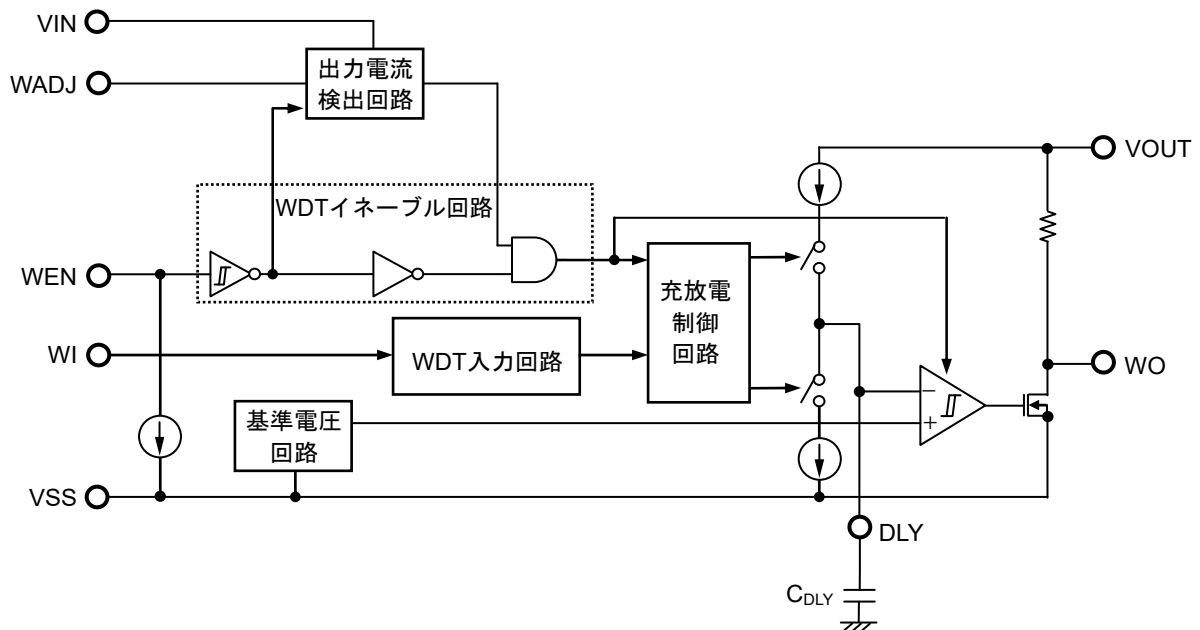 VIN
WADJ
出力電流
検出回路
VOUT
WDTイネーブル回路
WEN
充放電
制御
回路
WI
WDT入力回路
WO
−
+
基準電圧
回路
VSS
DLY
CDLY